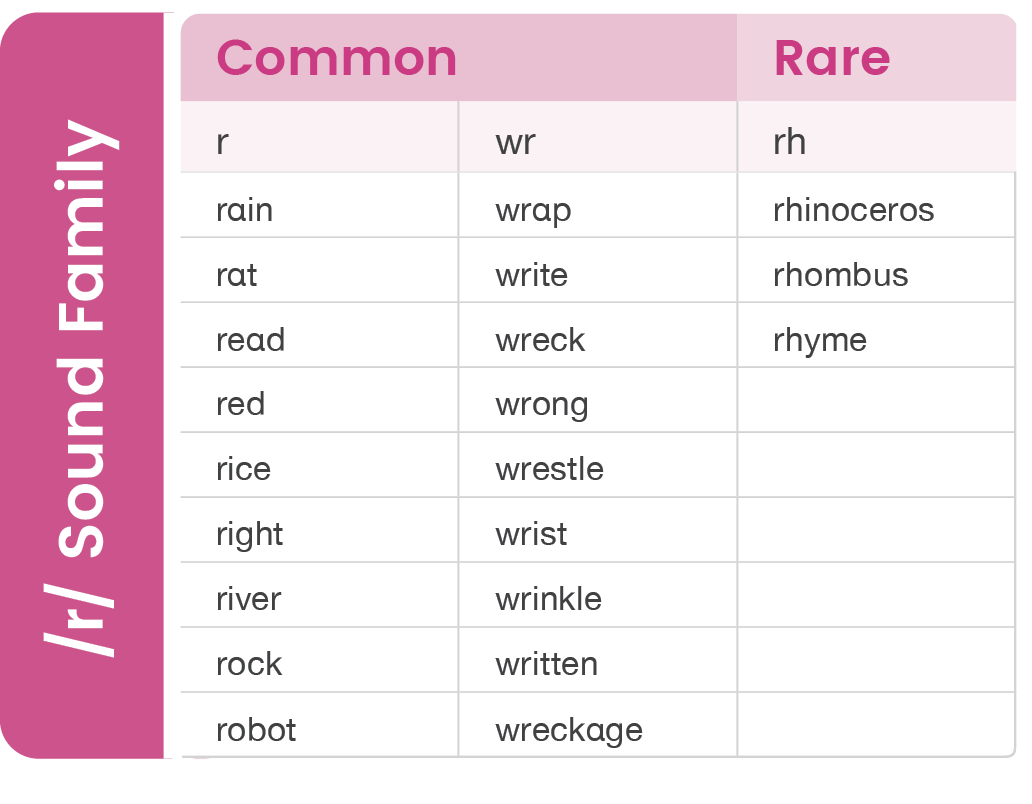 /r/ Sound Family
Common Rare
r wr rh
rain wrap rhinoceros
rat write rhombus
read wreck rhyme
red wrong
rice wrestle
right wrist
river wrinkle
rock written
robot wreckage